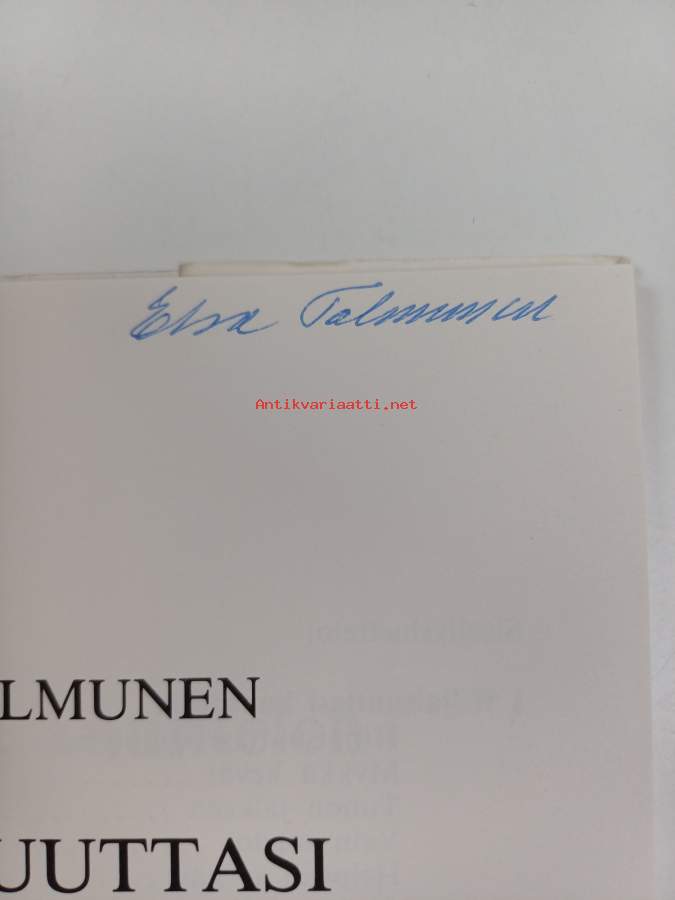 Elsa Talmunen
Antikvariaatti.net
LMUNEN
UUTTASI